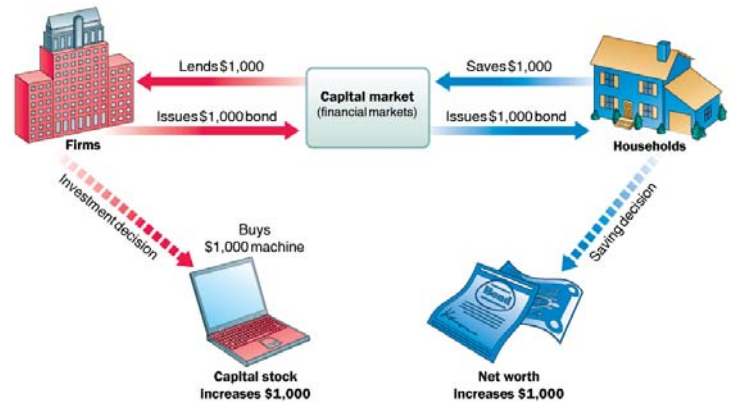 Lends $1,000
Saves $1,000
Capital market
(financial markets)
Issues $1,000 bond
Issues $1,000 bond
Firms
Households
Investment decision
Saving decision
Buys
$1,000 machine
Bond
Capital stock
Increases $1,000
Net worth
Increases $1,000